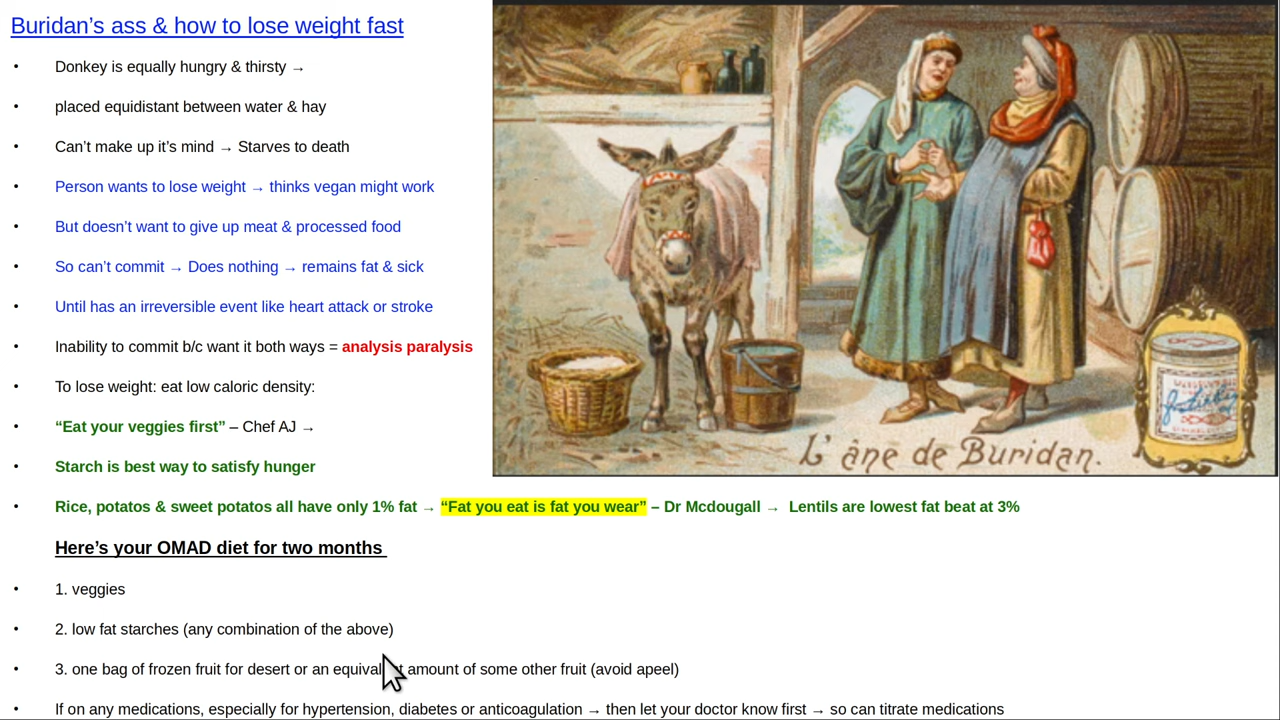 Buridan’s ass & how to lose weight fast
• Donkey is equally hungry & thirsty →
• placed equidistant between water & hay
• Can’t make up it’s mind → Starves to death
• Person wants to lose weight → thinks vegan might work
• But doesn’t want to give up meat & processed food
• So can’t commit → Does nothing → remains fat & sick
• Until has an irreversible event like heart attack or stroke
• Inability to commit b/c want it both ways = analysis paralysis
• To lose weight: eat low caloric density:
• “Eat your veggies first” – Chef AJ →
• Starch is best way to satisfy hunger
L’âne de Buridan.
• Rice, potatos & sweet potatos all have only 1% fat → “Fat you eat is fat you wear” – Dr Mcdougall → Lentils are lowest fat beat at 3%
Here’s your OMAD diet for two months
• 1. veggies
• 2. low fat starches (any combination of the above)
• 3. one bag of frozen fruit for desert or an amount of some other fruit (avoid apeel)
• If on any medications, especially for hypertension, diabetes or anticoagulation → then let your doctor know first → so can titrate medications